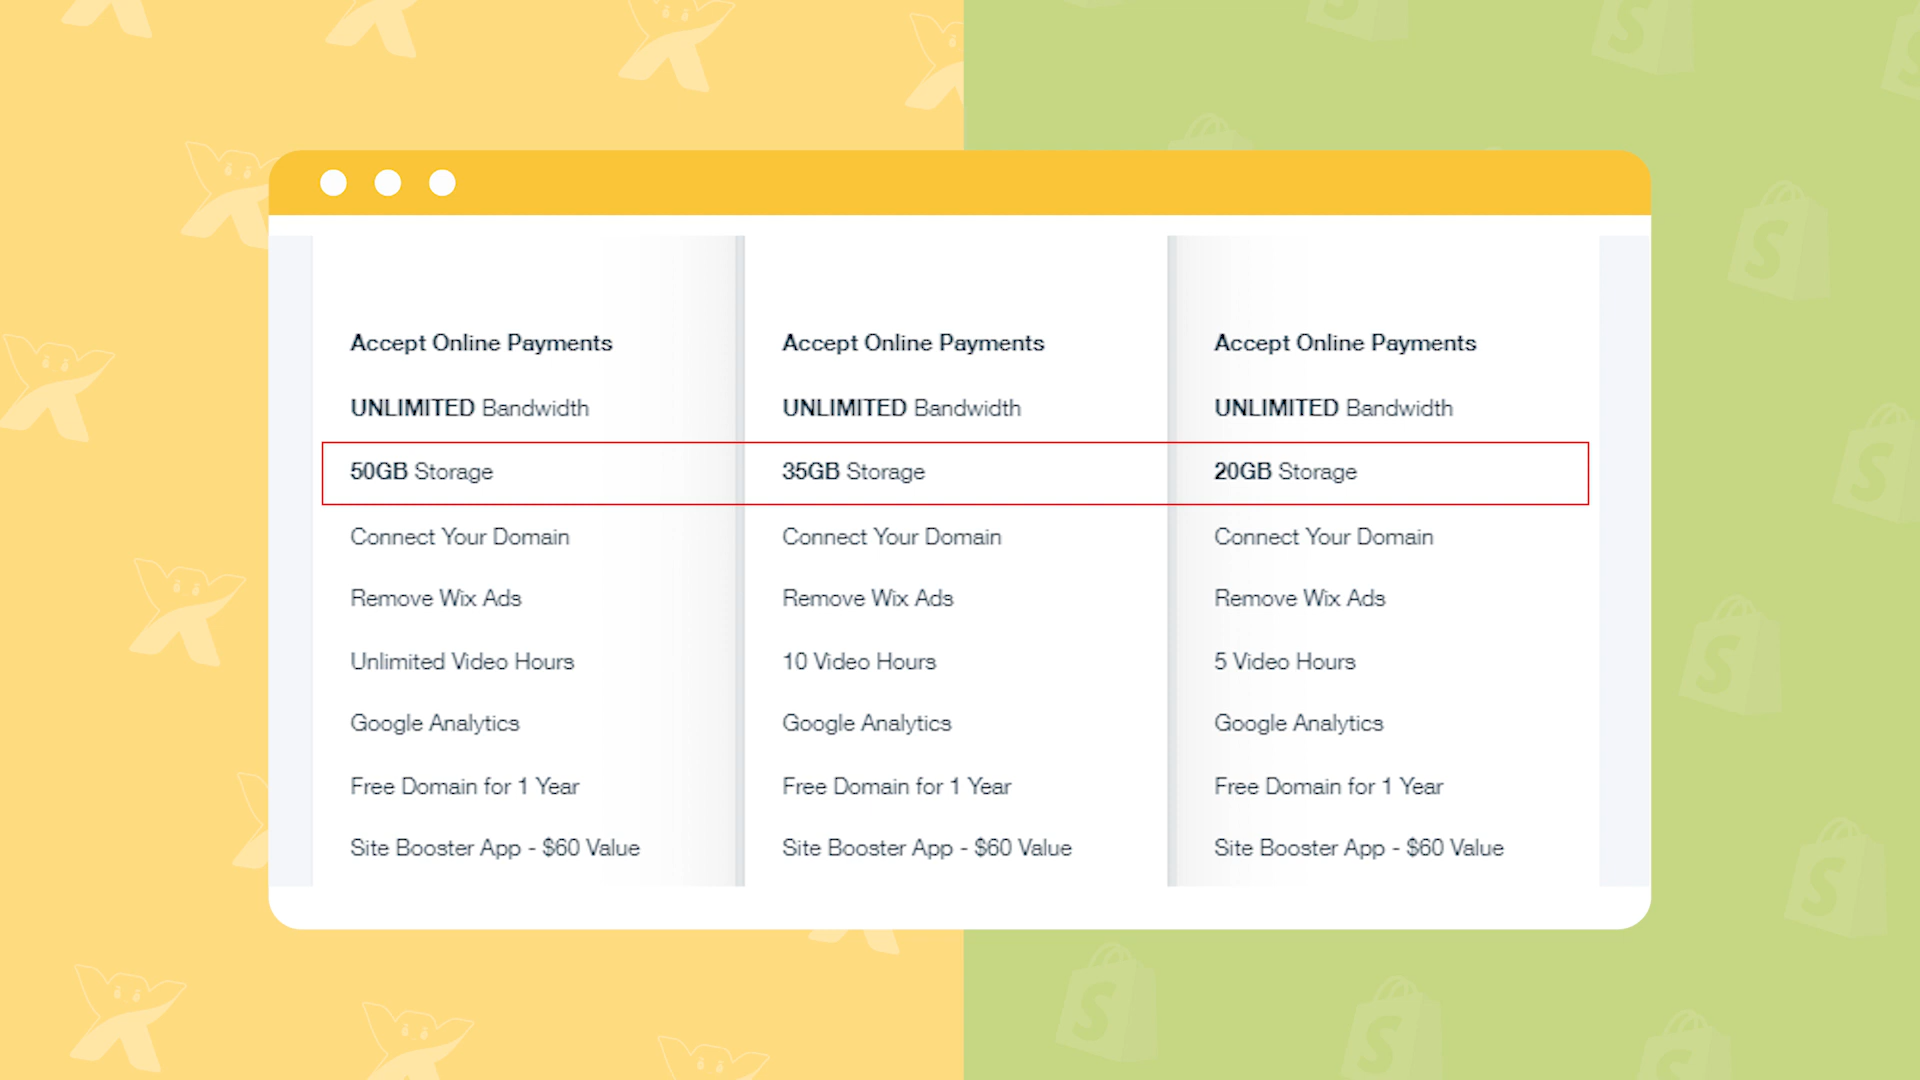 Accept Online Payments
UNLIMITED Bandwidth
50GB Storage
Connect Your Domain
Remove Wix Ads
Unlimited Video Hours
Google Analytics
Free Domain for 1 Year
Site Booster App - $60 Value
Accept Online Payments
UNLIMITED Bandwidth
35GB Storage
Connect Your Domain
Remove Wix Ads
10 Video Hours
Google Analytics
Free Domain for 1 Year
Site Booster App - $60 Value
Accept Online Payments
UNLIMITED Bandwidth
20GB Storage
Connect Your Domain
Remove Wix Ads
5 Video Hours
Google Analytics
Free Domain for 1 Year
Site Booster App - $60 Value